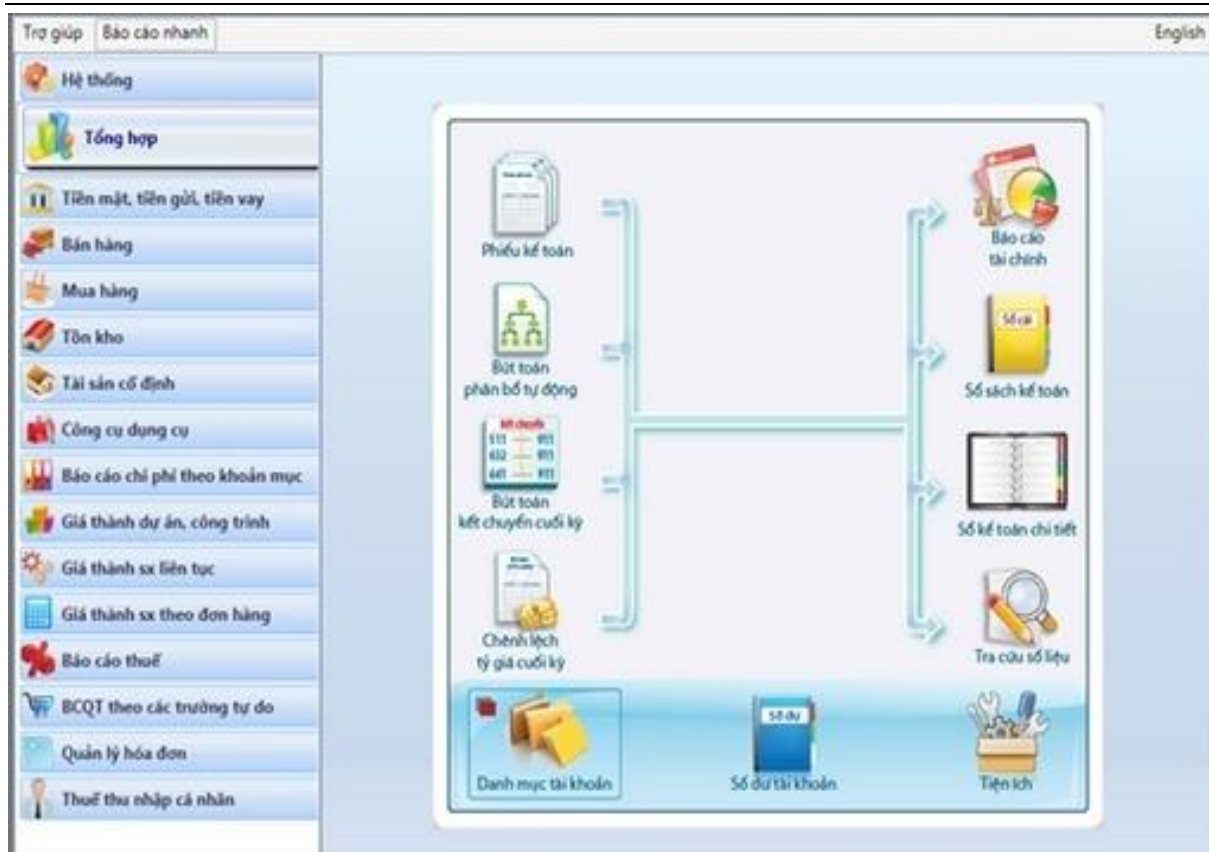 Trợ giúp Báo cáo nhanh English
Hệ thống
Tổng hợp
Tiền mặt, tiền gửi, tiền vay
Bán hàng
Mua hàng
Tồn kho
Tài sản cố định
Công cụ dụng cụ
Báo cáo chi phí theo khoản mục
Giá thành dự án, công trình
Giá thành sx liên tục
Giá thành sx theo đơn hàng
Báo cáo thuế
BCQT theo các trường tự do
Quản lý hóa đơn
Thuế thu nhập cá nhân
Phiếu kế toán
Bút toán
phân bổ tự động
Kết chuyển
511 911
632 911
641 911
Bút toán
kết chuyển cuối kỳ
Chênh lệch
tỷ giá cuối kỳ
Báo cáo
tài chính
Sổ cái
Sổ sách kế toán
Sổ kế toán chi tiết
Tra cứu số liệu
Danh mục tài khoản
Số dư
Số dư tài khoản
Tiện ích